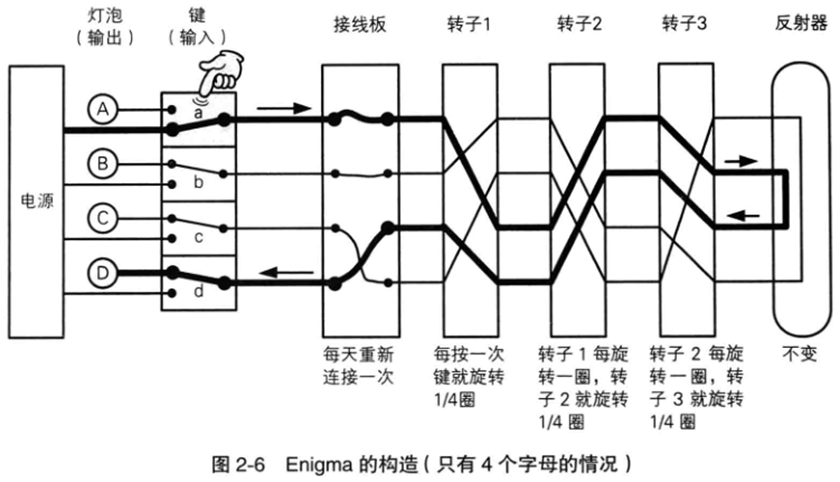 灯泡
（输出）
键
（输入）
接线板
转子1
转子2
转子3
反射器
电源
A
a
B
b
C
c
D
d
每天重新
连接一次
每按一次
键就旋转
1/4圈
转子 1 每旋
转一圈，转
子 2 就旋转
1/4 圈
转子 2 每旋
转一圈，转
子 3 就旋转
1/4 圈
不变
图 2-6 Enigma 的构造（只有 4 个字母的情况）